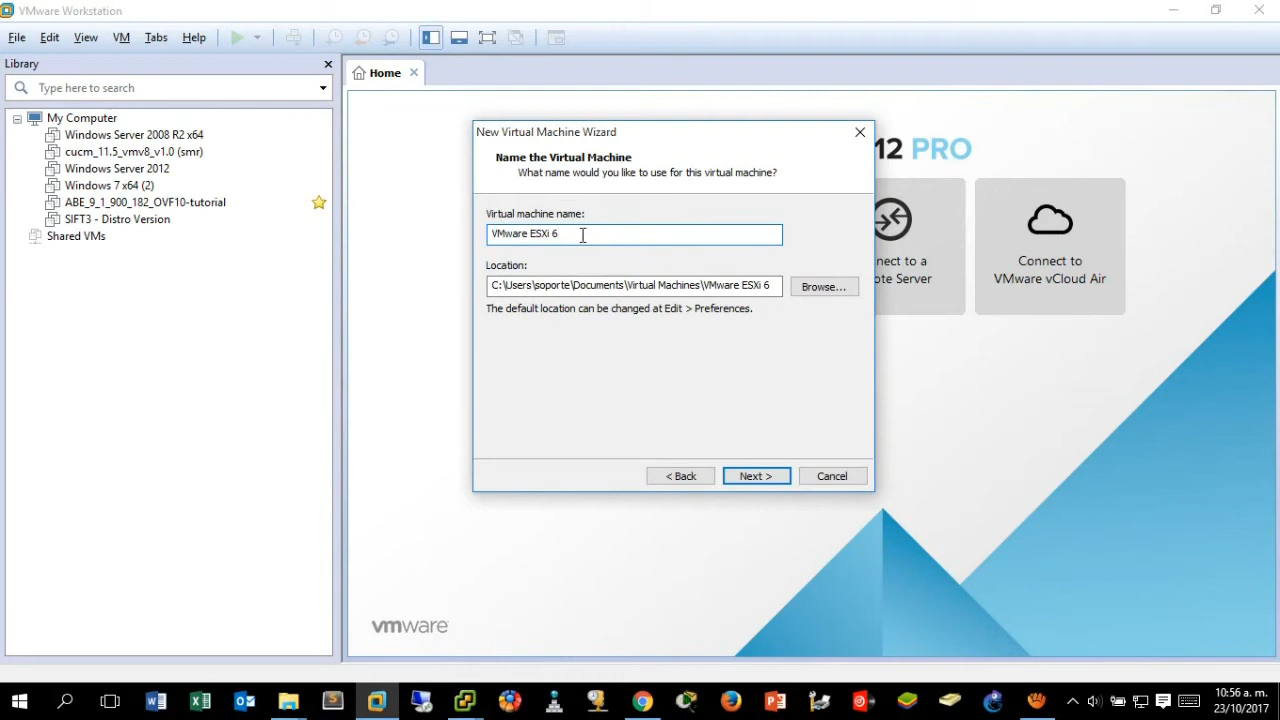 VMware Workstation
File Edit View VM Tabs Help
Library
Type here to search
Home
My Computer
Windows Server 2008 R2 x64
cucm_11.5_vmv8_v1.0 (smr)
Windows Server 2012
Windows 7 x64 (2)
ABE_9_1_900_182_OVF10-tutorial
SIFT3 - Distro Version
Shared VMs
12 PRO
New Virtual Machine Wizard
Name the Virtual Machine
What name would you like to use for this virtual machine?
Virtual machine name:
VMware ESXi 6
Location:
C:\Users\soporte\Documents\Virtual Machines\VMware ESXi 6
Browse...
The default location can be changed at Edit > Preferences.
< Back Next > Cancel
nect to a
ote Server
Connect to
VMware vCloud Air
vmware
10:56 a. m.
23/10/2017